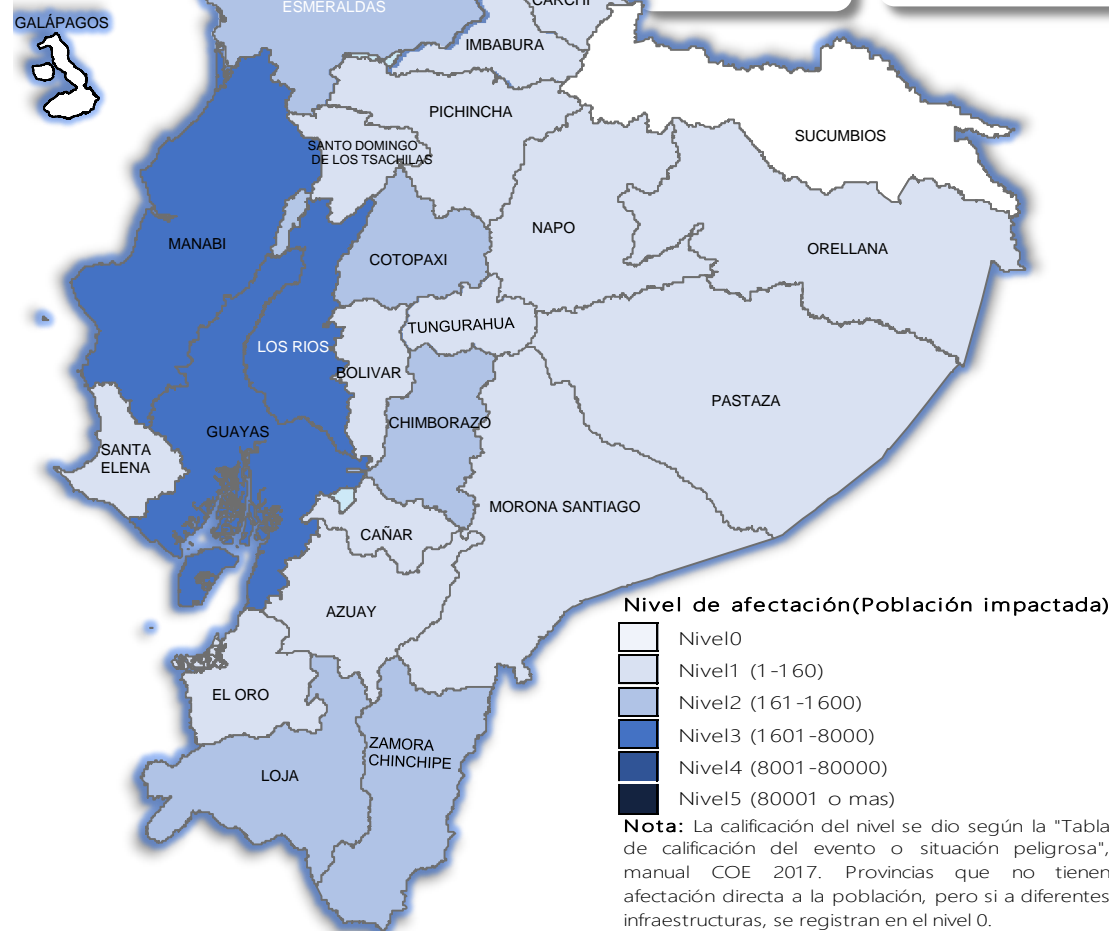 ESMERALDAS
CARCHI
GALÁPAGOS
IMBABURA
PICHINCHA
SUCUMBIOS
SANTO DOMINGO
DE LOS TSACHILAS
NAPO
MANABI
ORELLANA
COTOPAXI
TUNGURAHUA
LOS RIOS
BOLIVAR
PASTAZA
CHIMBORAZO
GUAYAS
SANTA
ELENA
MORONA SANTIAGO
CAÑAR
AZUAY
EL ORO
ZAMORA
CHINCHIPE
LOJA
Nivel de afectación(Población impactada)
Nivel0
Nivel1 (1-160)
Nivel2 (161-1600)
Nivel3 (1601-8000)
Nivel4 (8001-80000)
Nivel5 (80001 o mas)
Nota: La calificación del nivel se dio según la "Tabla
de calificación del evento o situación peligrosa",
manual COE 2017. Provincias que no tienen
afectación directa a la población, pero si a diferentes
infraestructuras, se registran en el nivel 0.